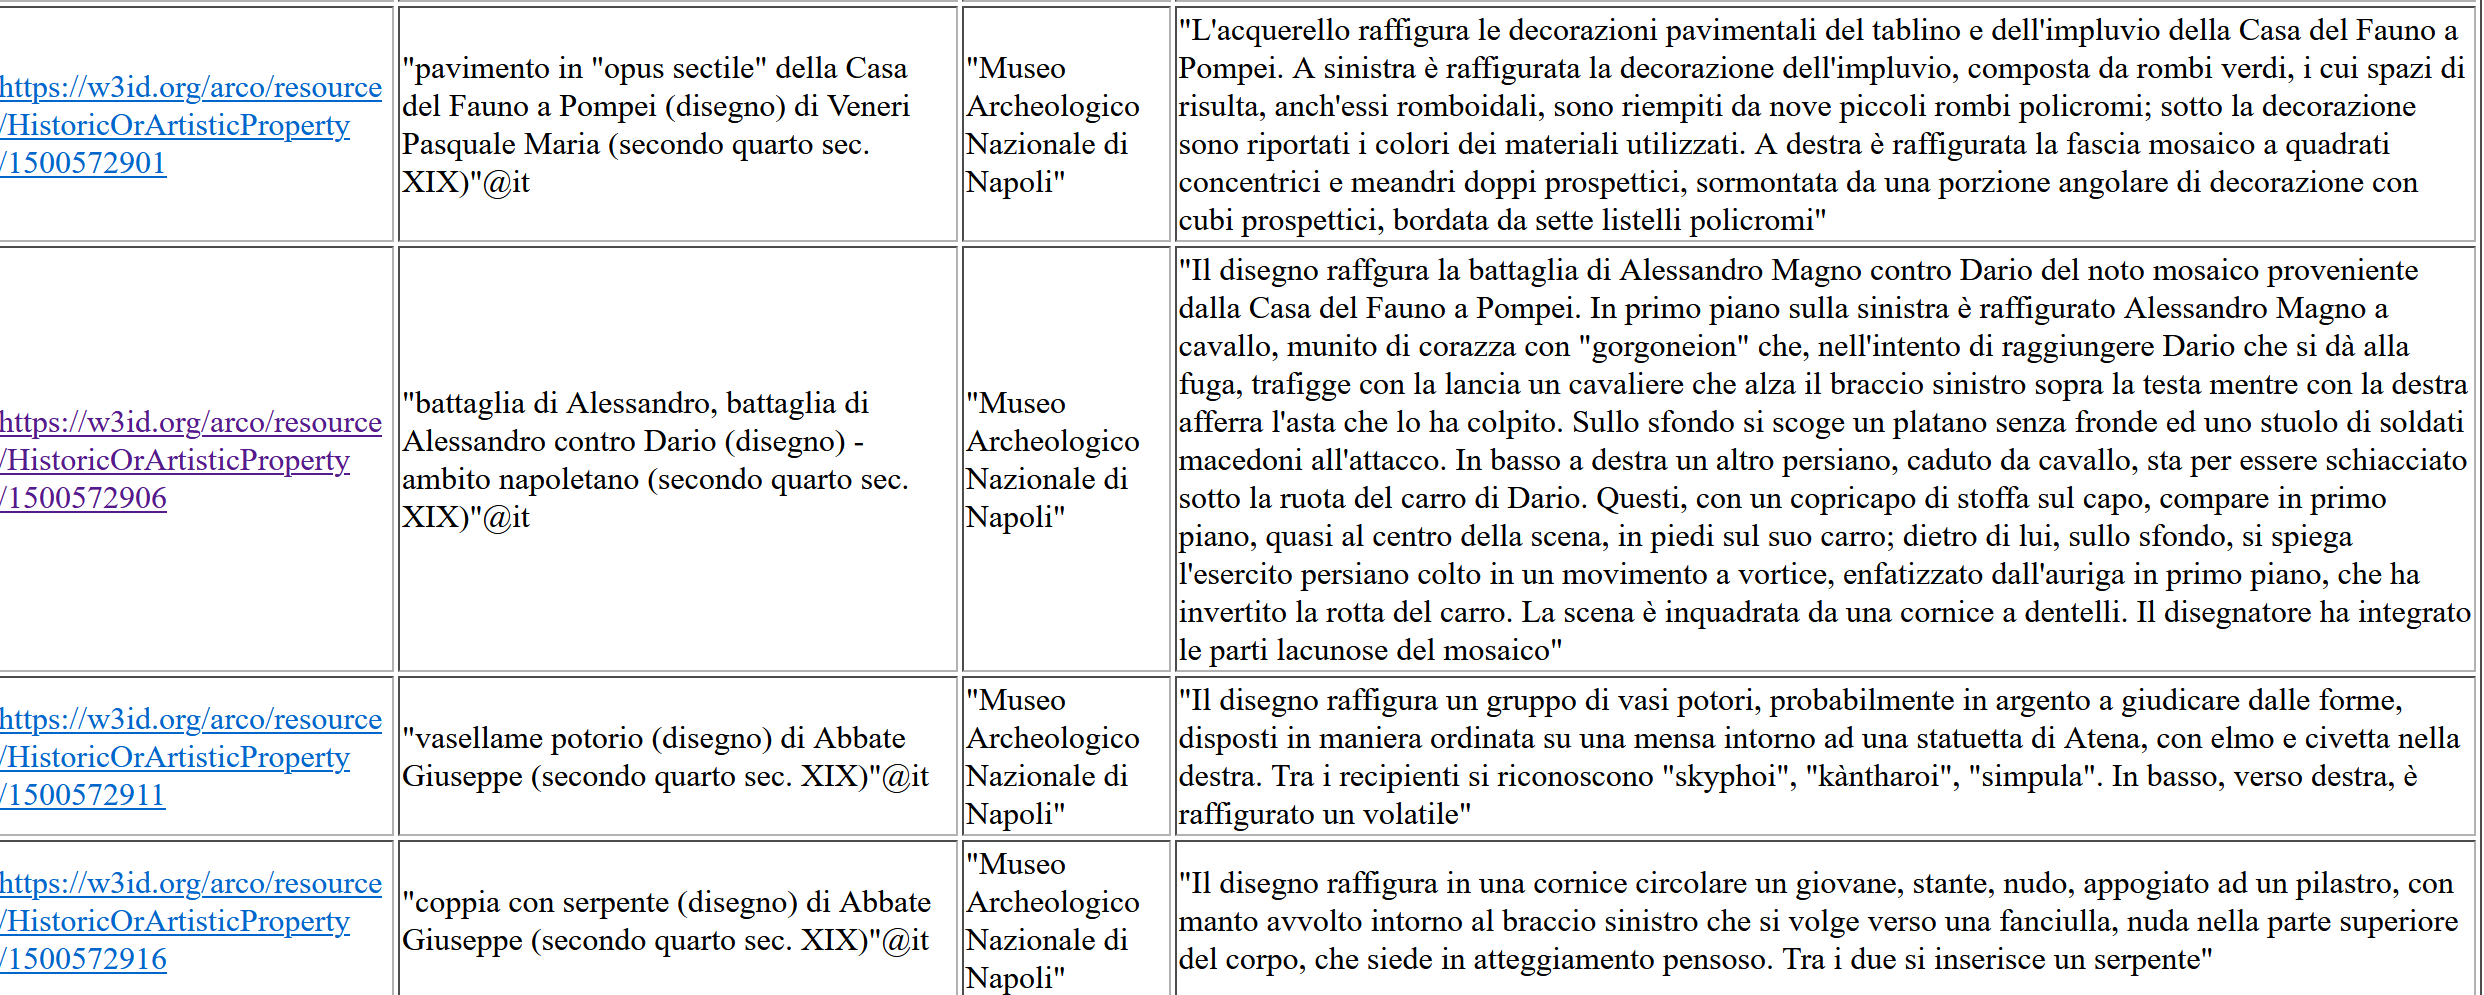 https://w3id.org/arco/resource
/HistoricOrArtisticProperty
/1500572901
"pavimento in "opus sectile" della Casa
del Fauno a Pompei (disegno) di Veneri
Pasquale Maria (secondo quarto sec.
XIX)"@it
"Museo
Archeologico
Nazionale di
Napoli"
"L'acquerello raffigura le decorazioni pavimentali del tablino e dell'impluvio della Casa del Fauno a
Pompei. A sinistra è raffigurata la decorazione dell'impluvio, composta da rombi verdi, i cui spazi di
risulta, anch'essi romboidali, sono riempiti da nove piccoli rombi policromi; sotto la decorazione
sono riportati i colori dei materiali utilizzati. A destra è raffigurata la fascia mosaico a quadrati
concentrici e meandri doppi prospettici, sormontata da una porzione angolare di decorazione con
cubi prospettici, bordata da sette listelli policromi"
https://w3id.org/arco/resource
/HistoricOrArtisticProperty
/1500572906
"battaglia di Alessandro, battaglia di
Alessandro contro Dario (disegno) -
ambito napoletano (secondo quarto sec.
XIX)"@it
"Museo
Archeologico
Nazionale di
Napoli"
"Il disegno raffgura la battaglia di Alessandro Magno contro Dario del noto mosaico proveniente
dalla Casa del Fauno a Pompei. In primo piano sulla sinistra è raffigurato Alessandro Magno a
cavallo, munito di corazza con "gorgoneion" che, nell'intento di raggiungere Dario che si dà alla
fuga, trafigge con la lancia un cavaliere che alza il braccio sinistro sopra la testa mentre con la destra
afferra l'asta che lo ha colpito. Sullo sfondo si scoge un platano senza fronde ed uno stuolo di soldati
macedoni all'attacco. In basso a destra un altro persiano, caduto da cavallo, sta per essere schiacciato
sotto la ruota del carro di Dario. Questi, con un copricapo di stoffa sul capo, compare in primo
piano, quasi al centro della scena, in piedi sul suo carro; dietro di lui, sullo sfondo, si spiega
l'esercito persiano colto in un movimento a vortice, enfatizzato dall'auriga in primo piano, che ha
invertito la rotta del carro. La scena è inquadrata da una cornice a dentelli. Il disegnatore ha integrato
le parti lacunose del mosaico"
https://w3id.org/arco/resource
/HistoricOrArtisticProperty
/1500572911
"vasellame potorio (disegno) di Abbate
Giuseppe (secondo quarto sec. XIX)"@it
"Museo
Archeologico
Nazionale di
Napoli"
"Il disegno raffigura un gruppo di vasi potori, probabilmente in argento a giudicare dalle forme,
disposti in maniera ordinata su una mensa intorno ad una statuetta di Atena, con elmo e civetta nella
destra. Tra i recipienti si riconoscono "skyphoi", "kàntharoi", "simpula". In basso, verso destra, è
raffigurato un volatile"
https://w3id.org/arco/resource
/HistoricOrArtisticProperty
/1500572916
"coppia con serpente (disegno) di Abbate
Giuseppe (secondo quarto sec. XIX)"@it
"Museo
Archeologico
Nazionale di
Napoli"
"Il disegno raffigura in una cornice circolare un giovane, stante, nudo, appogiato ad un pilastro, con
manto avvolto intorno al braccio sinistro che si volge verso una fanciulla, nuda nella parte superiore
del corpo, che siede in atteggiamento pensoso. Tra i due si inserisce un serpente"